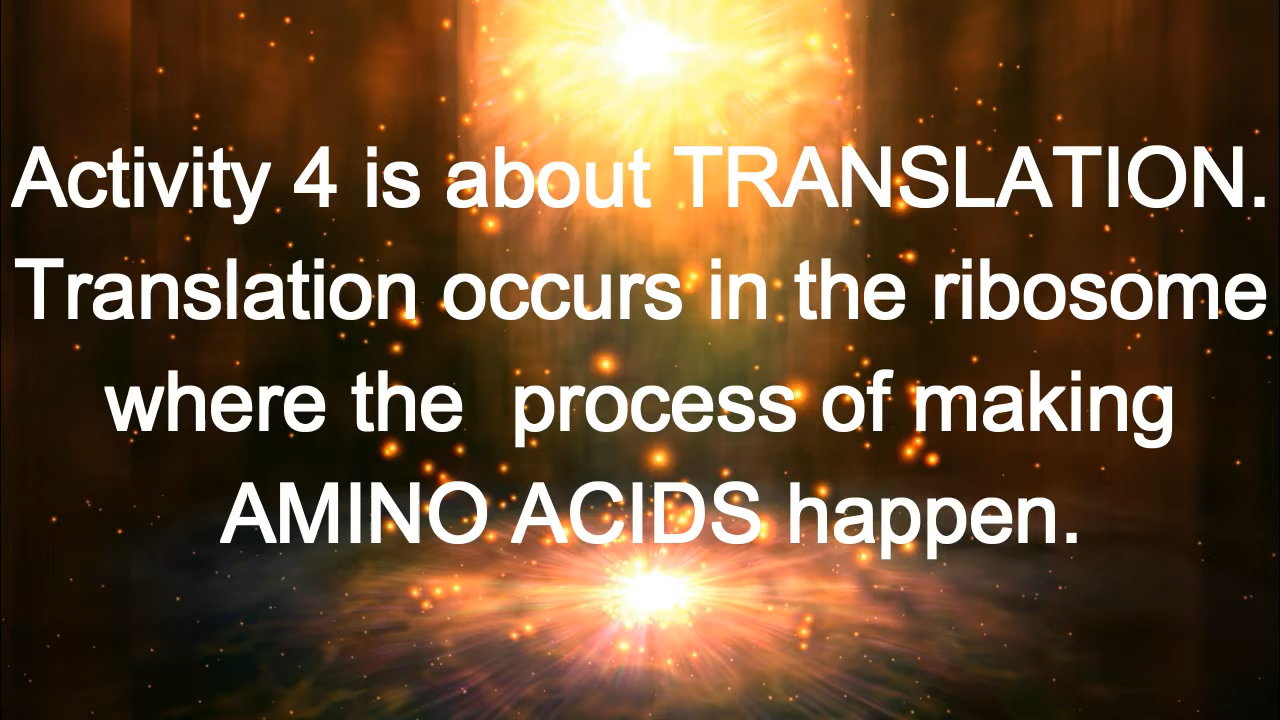 Activity 4 is about TRANSLATION.
Translation occurs in the ribosome
where the  process of making
AMINO ACIDS happen.